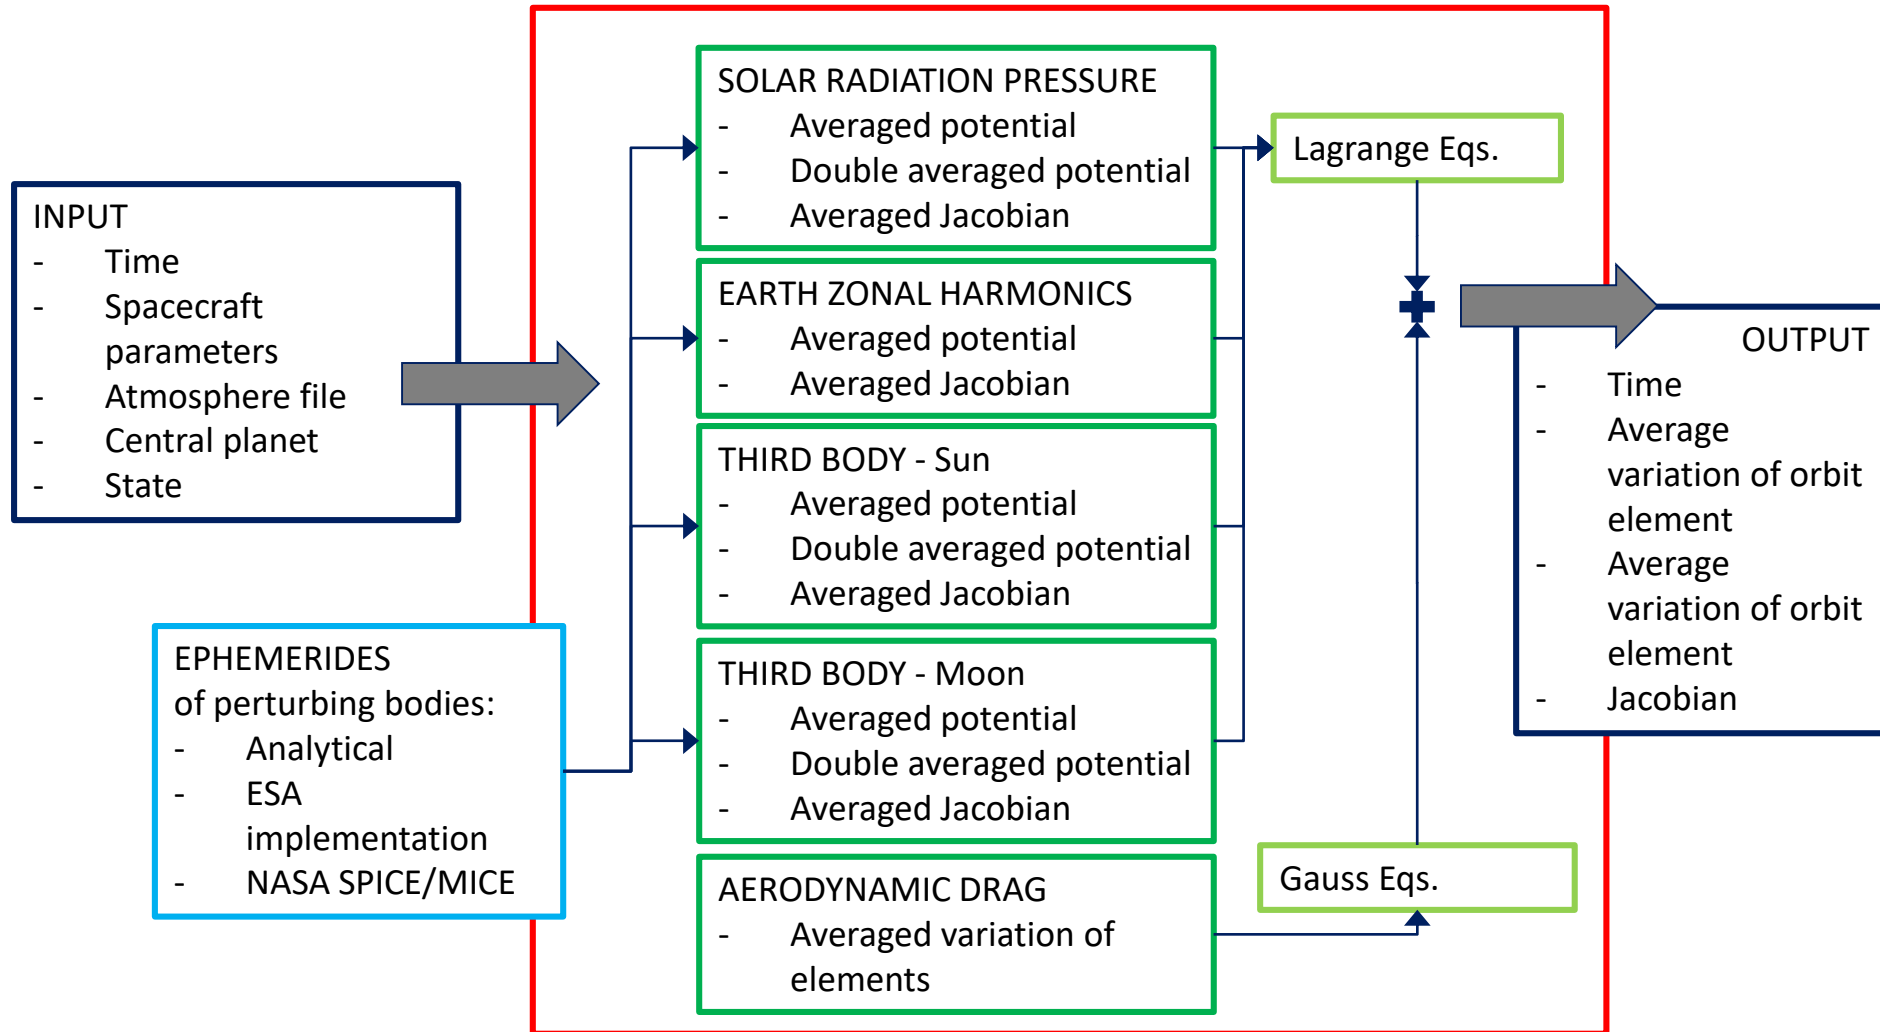 INPUT
- Time
- Spacecraft
parameters
- Atmosphere file
- Central planet
- State
EPHEMERIDES
of perturbing bodies:
- Analytical
- ESA
implementation
- NASA SPICE/MICE
SOLAR RADIATION PRESSURE
- Averaged potential
- Double averaged potential
- Averaged Jacobian
EARTH ZONAL HARMONICS
- Averaged potential
- Averaged Jacobian
THIRD BODY - Sun
- Averaged potential
- Double averaged potential
- Averaged Jacobian
THIRD BODY - Moon
- Averaged potential
- Double averaged potential
- Averaged Jacobian
AERODYNAMIC DRAG
- Averaged variation of
elements
Lagrange Eqs.
Gauss Eqs.
OUTPUT
- Time
- Average
variation of orbit
element
- Average
variation of orbit
element
- Jacobian